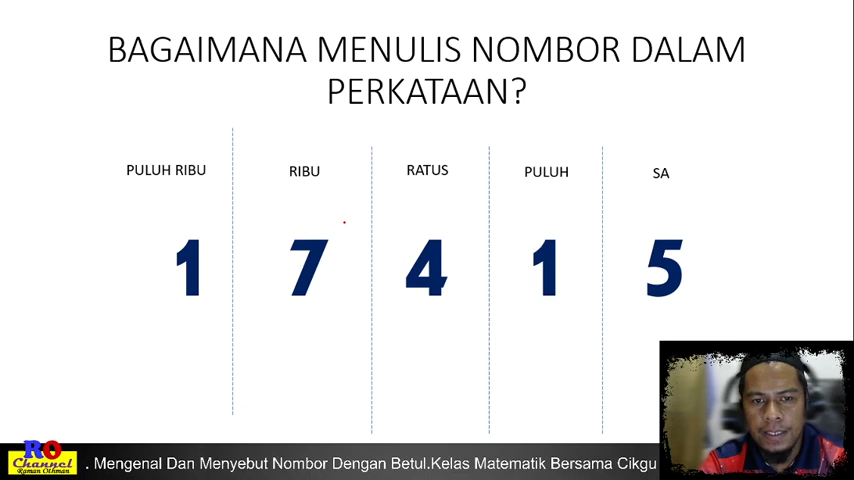 BAGAIMANA MENULIS NOMBOR DALAM
PERKATAAN?
PULUH RIBU RIBU RATUS PULUH SA
1 7 4 1 5
RO
Channel
Raman Othman
. Mengenal Dan Menyebut Nombor Dengan Betul.Kelas Matematik Bersama Cikgu